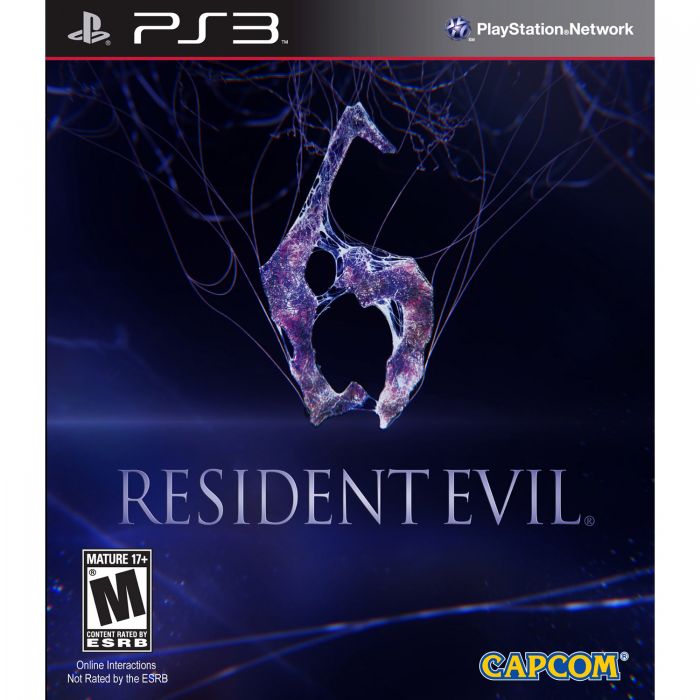 PS3™
PlayStation®Network
6
RESIDENT EVIL®
MATURE 17+
M®
CONTENT RATED BY
ESRB
Online Interactions
Not Rated by the ESRB
CAPCOM®